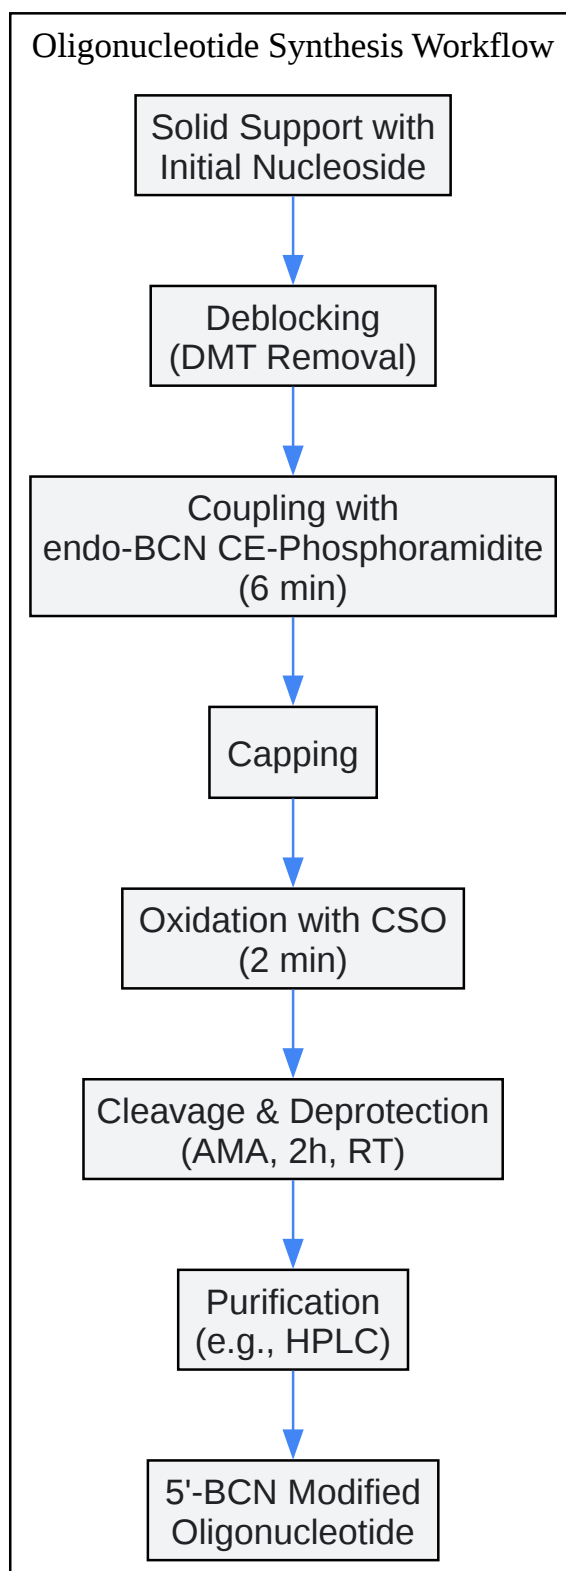 Oligonucleotide Synthesis Workflow
Solid Support with
Initial Nucleoside
Deblocking
(DMT Removal)
Coupling with
endo-BCN CE-Phosphoramidite
(6 min)
Capping
Oxidation with CSO
(2 min)
Cleavage & Deprotection
(AMA, 2h, RT)
Purification
(e.g., HPLC)
5'-BCN Modified
Oligonucleotide